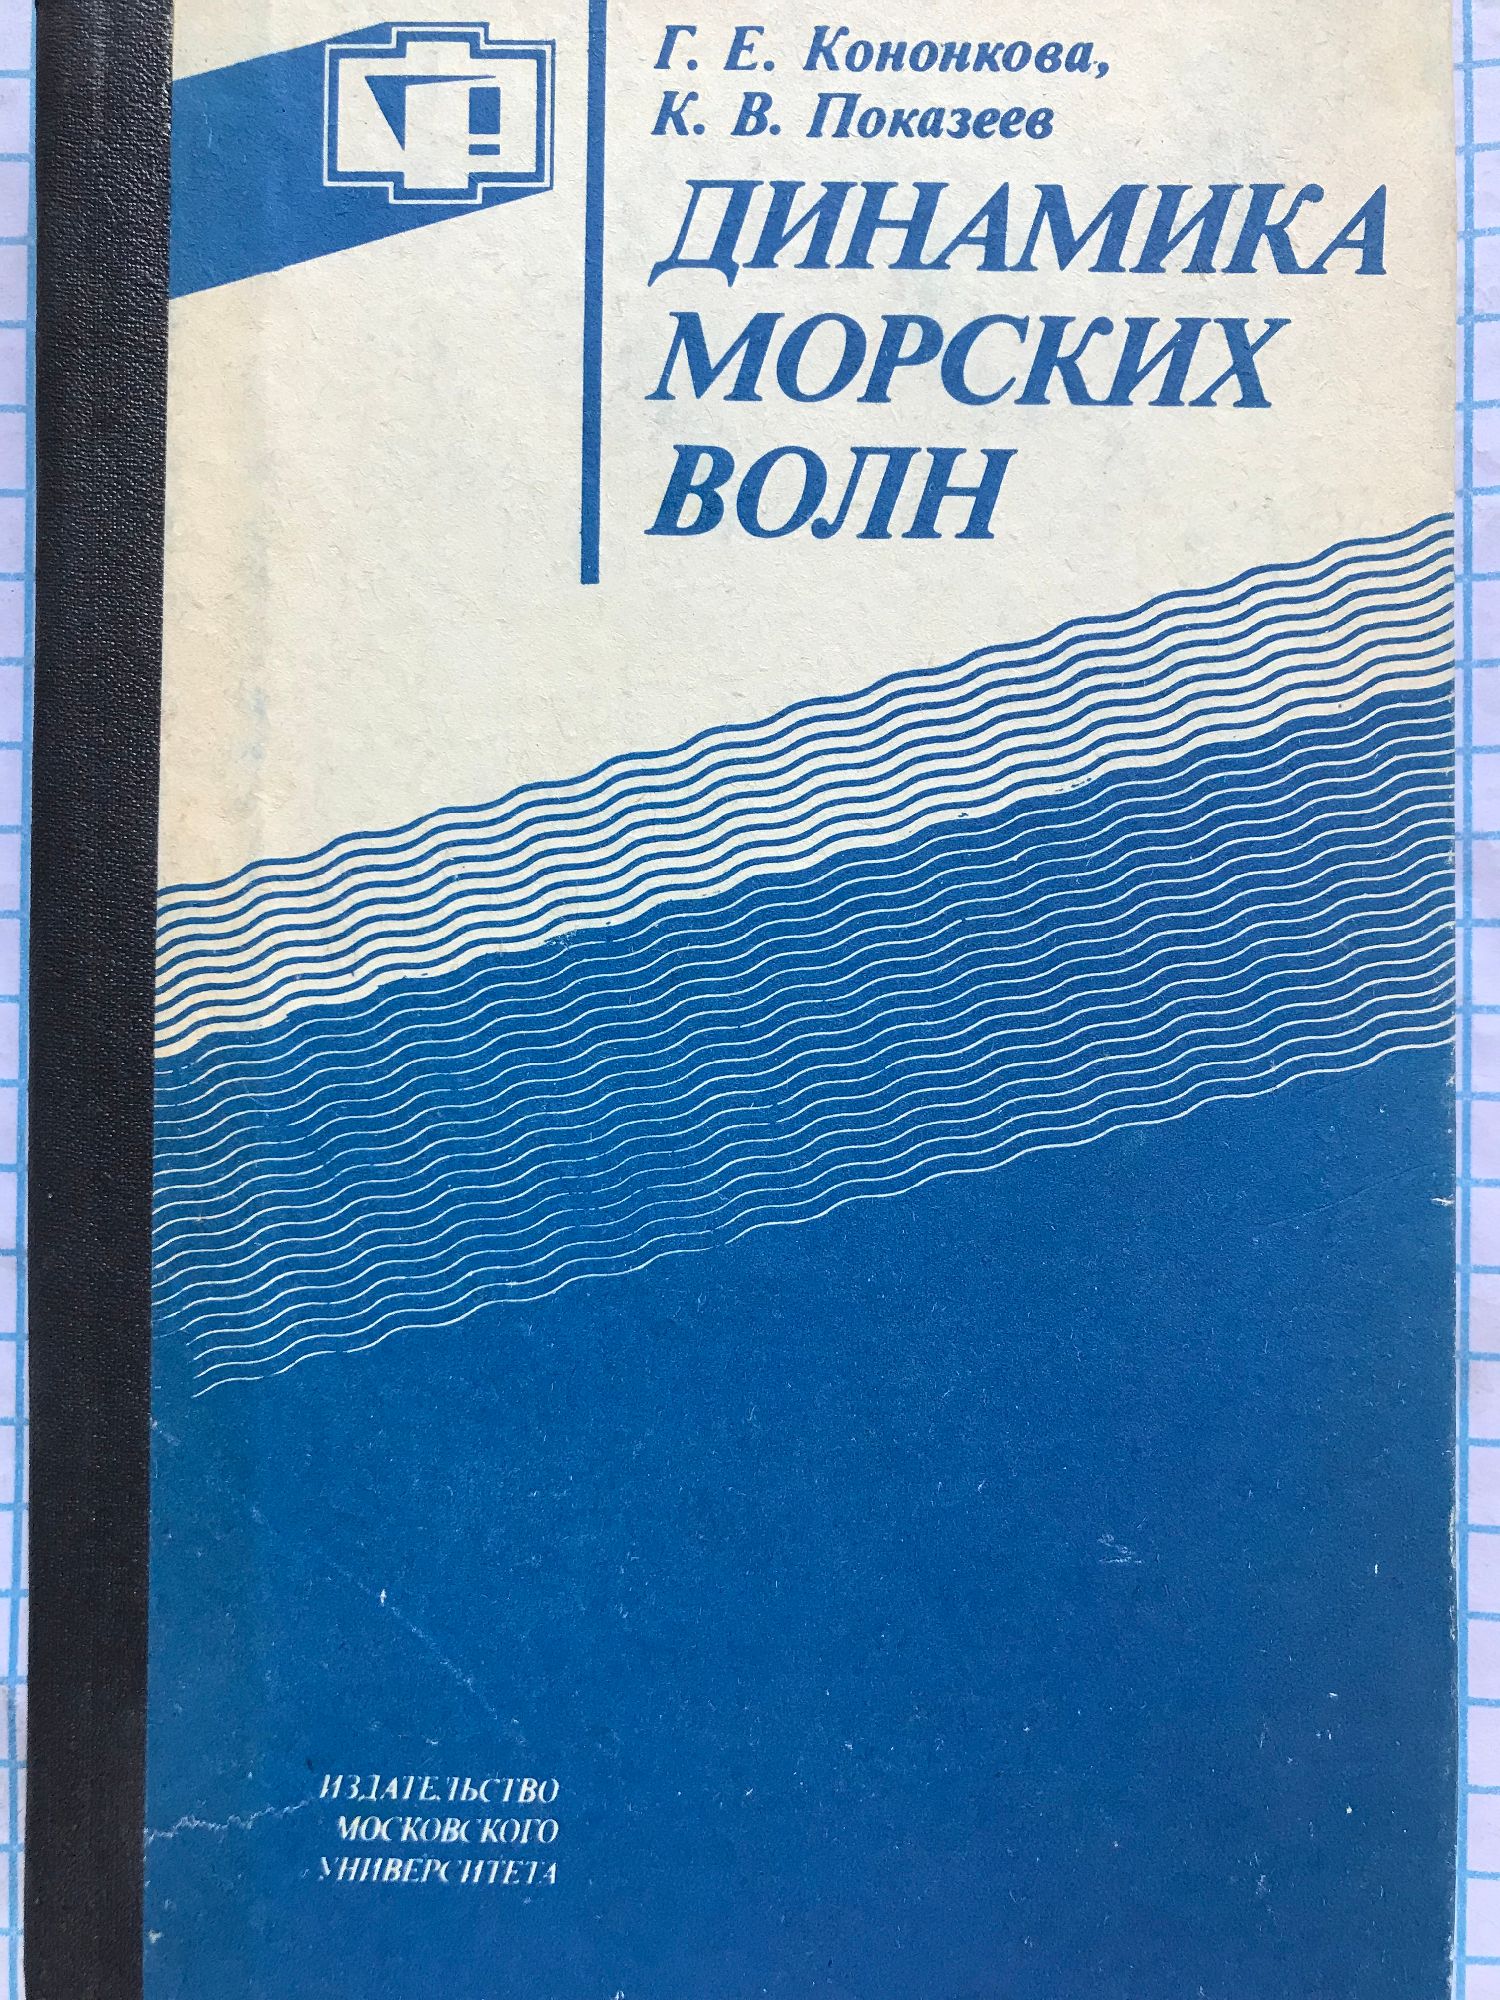 Г. Е. Кононкова,
К. В. Показеев
ДИНАМИКА
МОРСКИХ
ВОЛН
ИЗДАТЕЛЬСТВО
МОСКОВСКОГО
УНИВЕРСИТЕТА